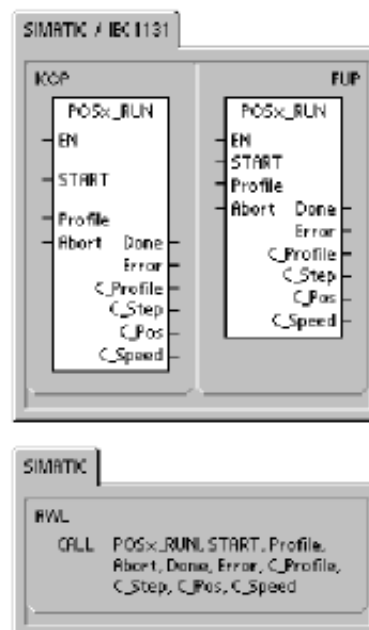 SIMATIC / IEC 1131
KOP
FUP
POSx_RUN
EN
START
Profile
Abort
Done
Error
C_Profile
C_Step
C_Pos
C_Speed
POSx_RUN
EN
START
Profile
Abort
Done
Error
C_Profile
C_Step
C_Pos
C_Speed
SIMATIC
AWL
CALL POSx_RUN, START, Profile,
Abort, Done, Error, C_Profile,
C_Step, C_Pos, C_Speed